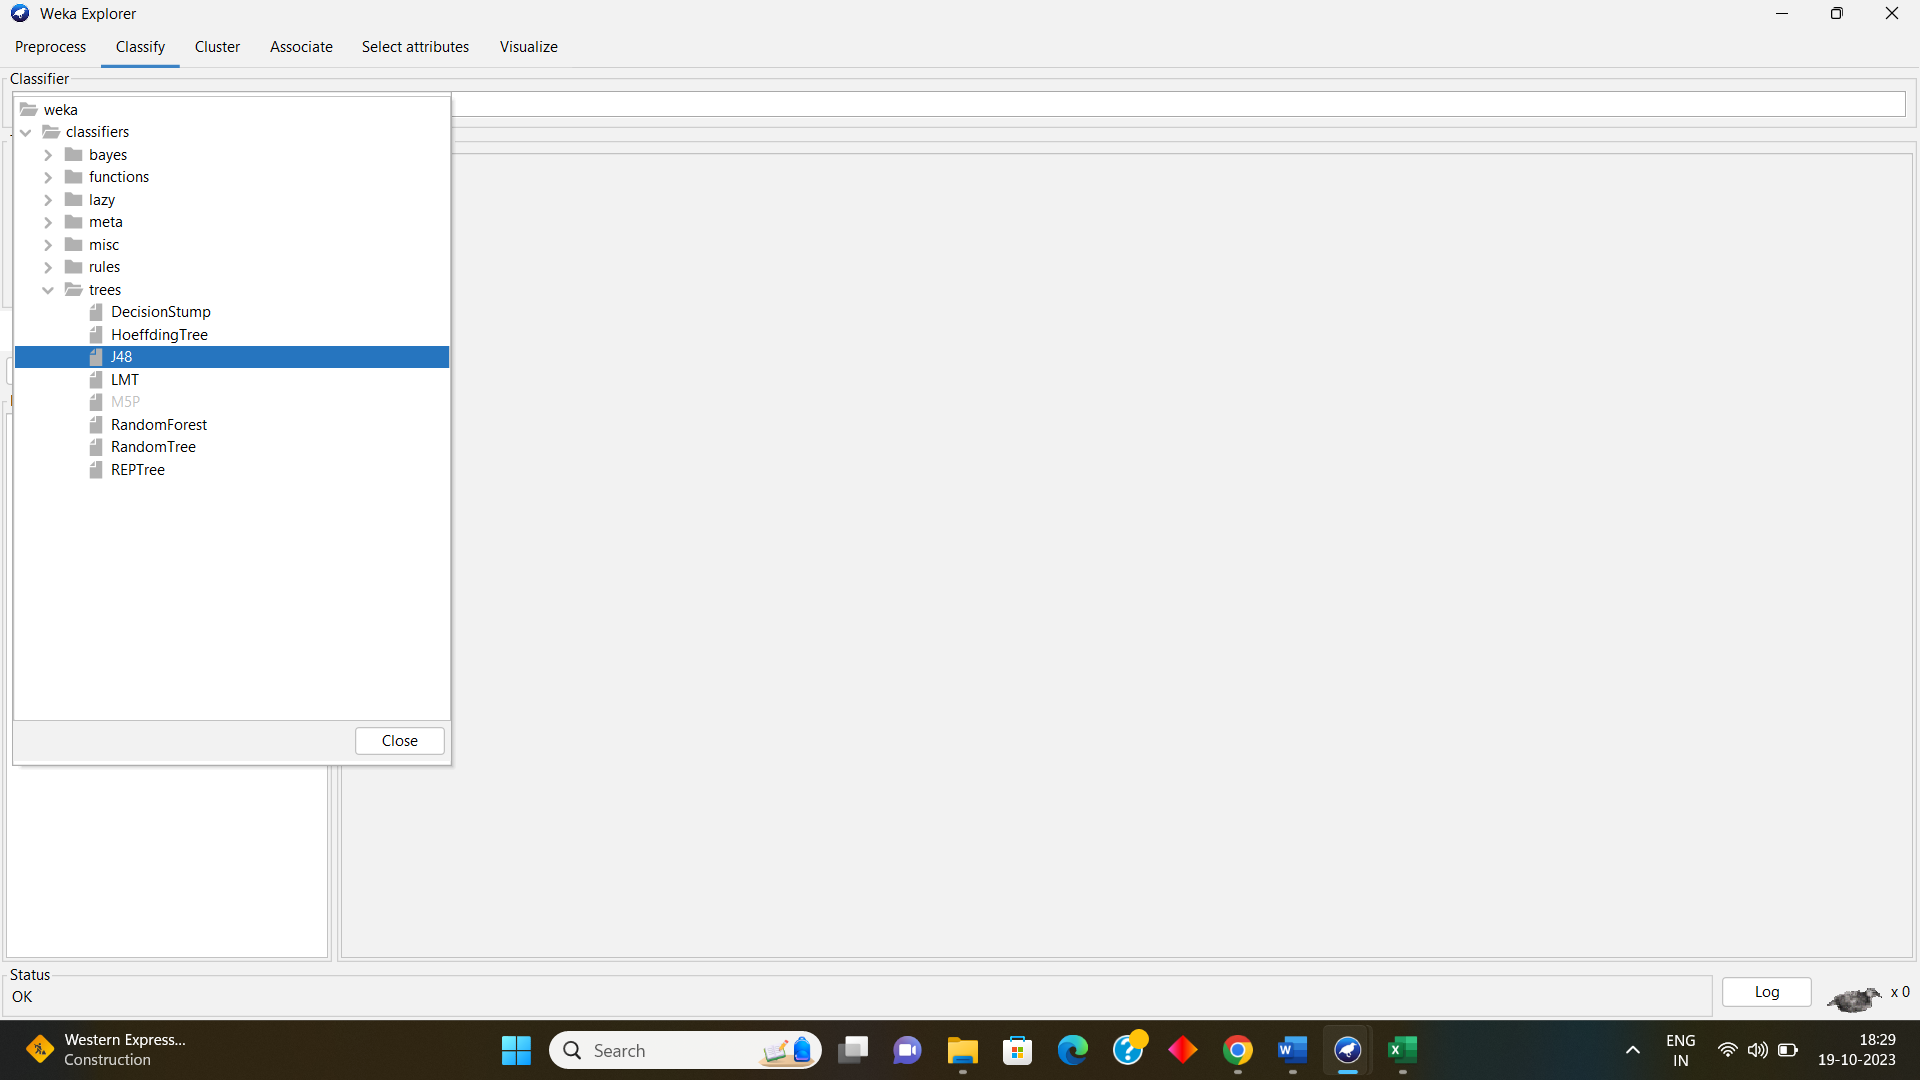 Weka Explorer
Preprocess Classify Cluster Associate Select attributes Visualize
Classifier
weka
classifiers
bayes
functions
lazy
meta
misc
rules
trees
DecisionStump
HoeffdingTree
J48
LMT
M5P
RandomForest
RandomTree
REPTree
Close
Status
OK
Log
x 0
Western Express...
Construction
Search
ENG
IN
18:29
19-10-2023